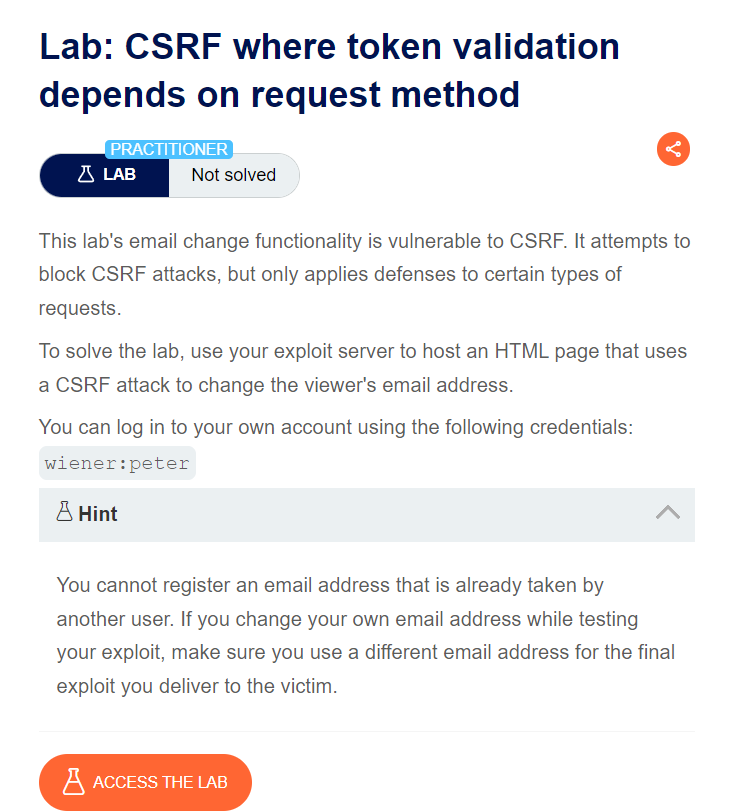 Lab: CSRF where token validation
depends on request method
PRACTITIONER
LAB Not solved
This lab's email change functionality is vulnerable to CSRF. It attempts to
block CSRF attacks, but only applies defenses to certain types of
requests.
To solve the lab, use your exploit server to host an HTML page that uses
a CSRF attack to change the viewer's email address.
You can log in to your own account using the following credentials:
wiener:peter
Hint
You cannot register an email address that is already taken by
another user. If you change your own email address while testing
your exploit, make sure you use a different email address for the final
exploit you deliver to the victim.
ACCESS THE LAB